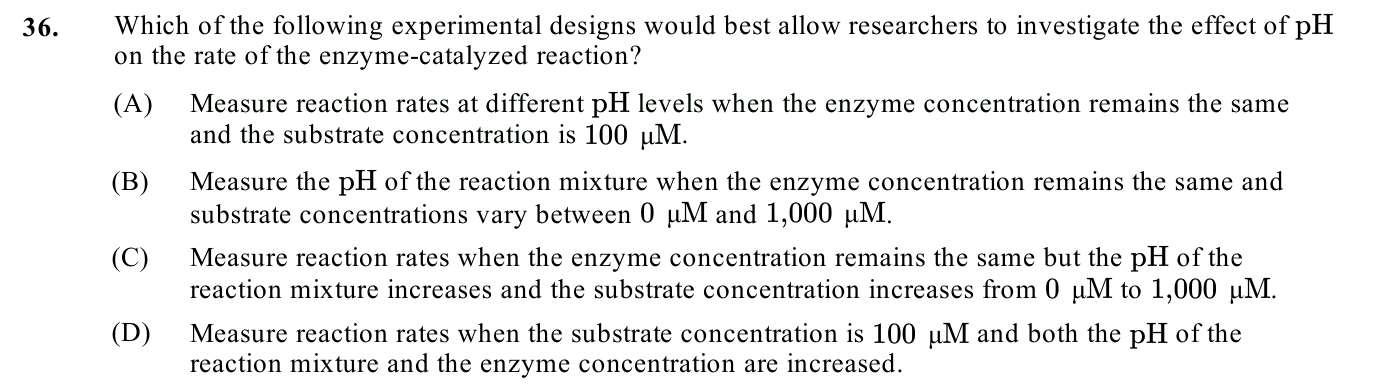 36. Which of the following experimental designs would best allow researchers to investigate the effect of pH
on the rate of the enzyme-catalyzed reaction?
(A) Measure reaction rates at different pH levels when the enzyme concentration remains the same
and the substrate concentration is 100 μM.
(B) Measure the pH of the reaction mixture when the enzyme concentration remains the same and
substrate concentrations vary between 0 μM and 1,000 μM.
(C) Measure reaction rates when the enzyme concentration remains the same but the pH of the
reaction mixture increases and the substrate concentration increases from 0 μM to 1,000 μM.
(D) Measure reaction rates when the substrate concentration is 100 μM and both the pH of the
reaction mixture and the enzyme concentration are increased.